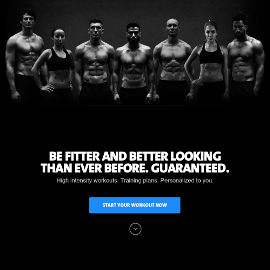 BE FITTER AND BETTER LOOKING
THAN EVER BEFORE. GUARANTEED.
High intensity workouts. Training plans. Personalized to you.
START YOUR WORKOUT NOW